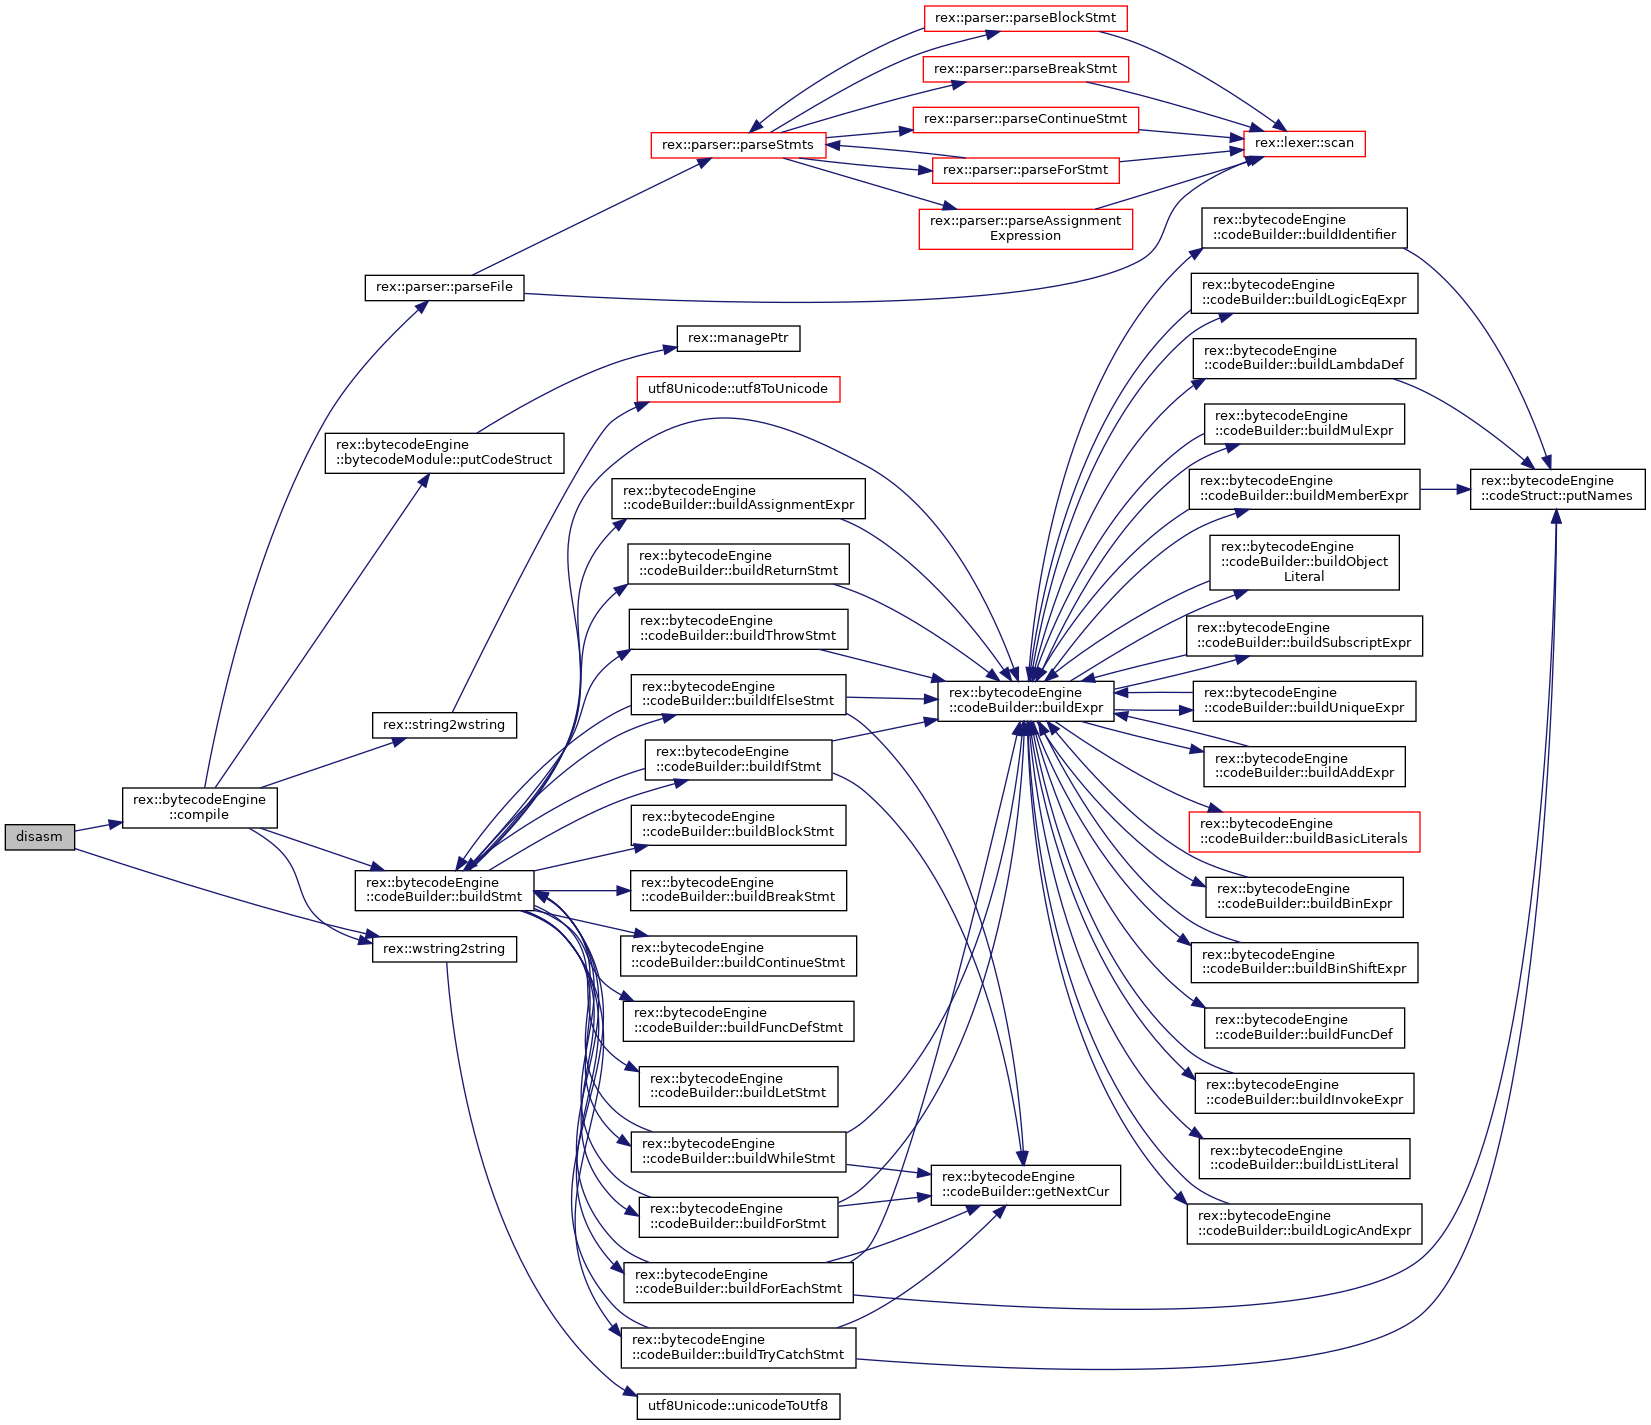 rex::parser::parseBlockStmt
rex::parser::parseBreakStmt
rex::parser::parseContinueStmt
rex::parser::parseStmts
rex::lexer::scan
rex::parser::parseForStmt
rex::parser::parseAssignment
Expression
rex::bytecodeEngine
::codeBuilder::buildIdentifier
rex::parser::parseFile
rex::bytecodeEngine
::codeBuilder::buildLogicEqExpr
rex::managePtr
rex::bytecodeEngine
::codeBuilder::buildLambdaDef
utf8Unicode::utf8ToUnicode
rex::bytecodeEngine
::codeBuilder::buildMulExpr
rex::bytecodeEngine
::bytecodeModule::putCodeStruct
rex::bytecodeEngine
::codeBuilder::buildMemberExpr
rex::bytecodeEngine
::codeStruct::putNames
rex::bytecodeEngine
::codeBuilder::buildAssignmentExpr
rex::bytecodeEngine
::codeBuilder::buildObject
Literal
rex::bytecodeEngine
::codeBuilder::buildReturnStmt
rex::bytecodeEngine
::codeBuilder::buildThrowStmt
rex::bytecodeEngine
::codeBuilder::buildSubscriptExpr
rex::bytecodeEngine
::codeBuilder::buildIfElseStmt
rex::bytecodeEngine
::codeBuilder::buildExpr
rex::bytecodeEngine
::codeBuilder::buildUniqueExpr
rex::string2wstring
rex::bytecodeEngine
::codeBuilder::buildIfStmt
rex::bytecodeEngine
::codeBuilder::buildAddExpr
rex::bytecodeEngine
::compile
disasm
rex::bytecodeEngine
::codeBuilder::buildBlockStmt
rex::bytecodeEngine
::codeBuilder::buildBasicLiterals
rex::bytecodeEngine
::codeBuilder::buildStmt
rex::bytecodeEngine
::codeBuilder::buildBreakStmt
rex::bytecodeEngine
::codeBuilder::buildBinExpr
rex::wstring2string
rex::bytecodeEngine
::codeBuilder::buildContinueStmt
rex::bytecodeEngine
::codeBuilder::buildBinShiftExpr
rex::bytecodeEngine
::codeBuilder::buildFuncDefStmt
rex::bytecodeEngine
::codeBuilder::buildFuncDef
rex::bytecodeEngine
::codeBuilder::buildLetStmt
rex::bytecodeEngine
::codeBuilder::buildInvokeExpr
rex::bytecodeEngine
::codeBuilder::buildWhileStmt
rex::bytecodeEngine
::codeBuilder::buildListLiteral
rex::bytecodeEngine
::codeBuilder::getNextCur
rex::bytecodeEngine
::codeBuilder::buildForStmt
rex::bytecodeEngine
::codeBuilder::buildLogicAndExpr
rex::bytecodeEngine
::codeBuilder::buildForEachStmt
rex::bytecodeEngine
::codeBuilder::buildTryCatchStmt
utf8Unicode::unicodeToUtf8